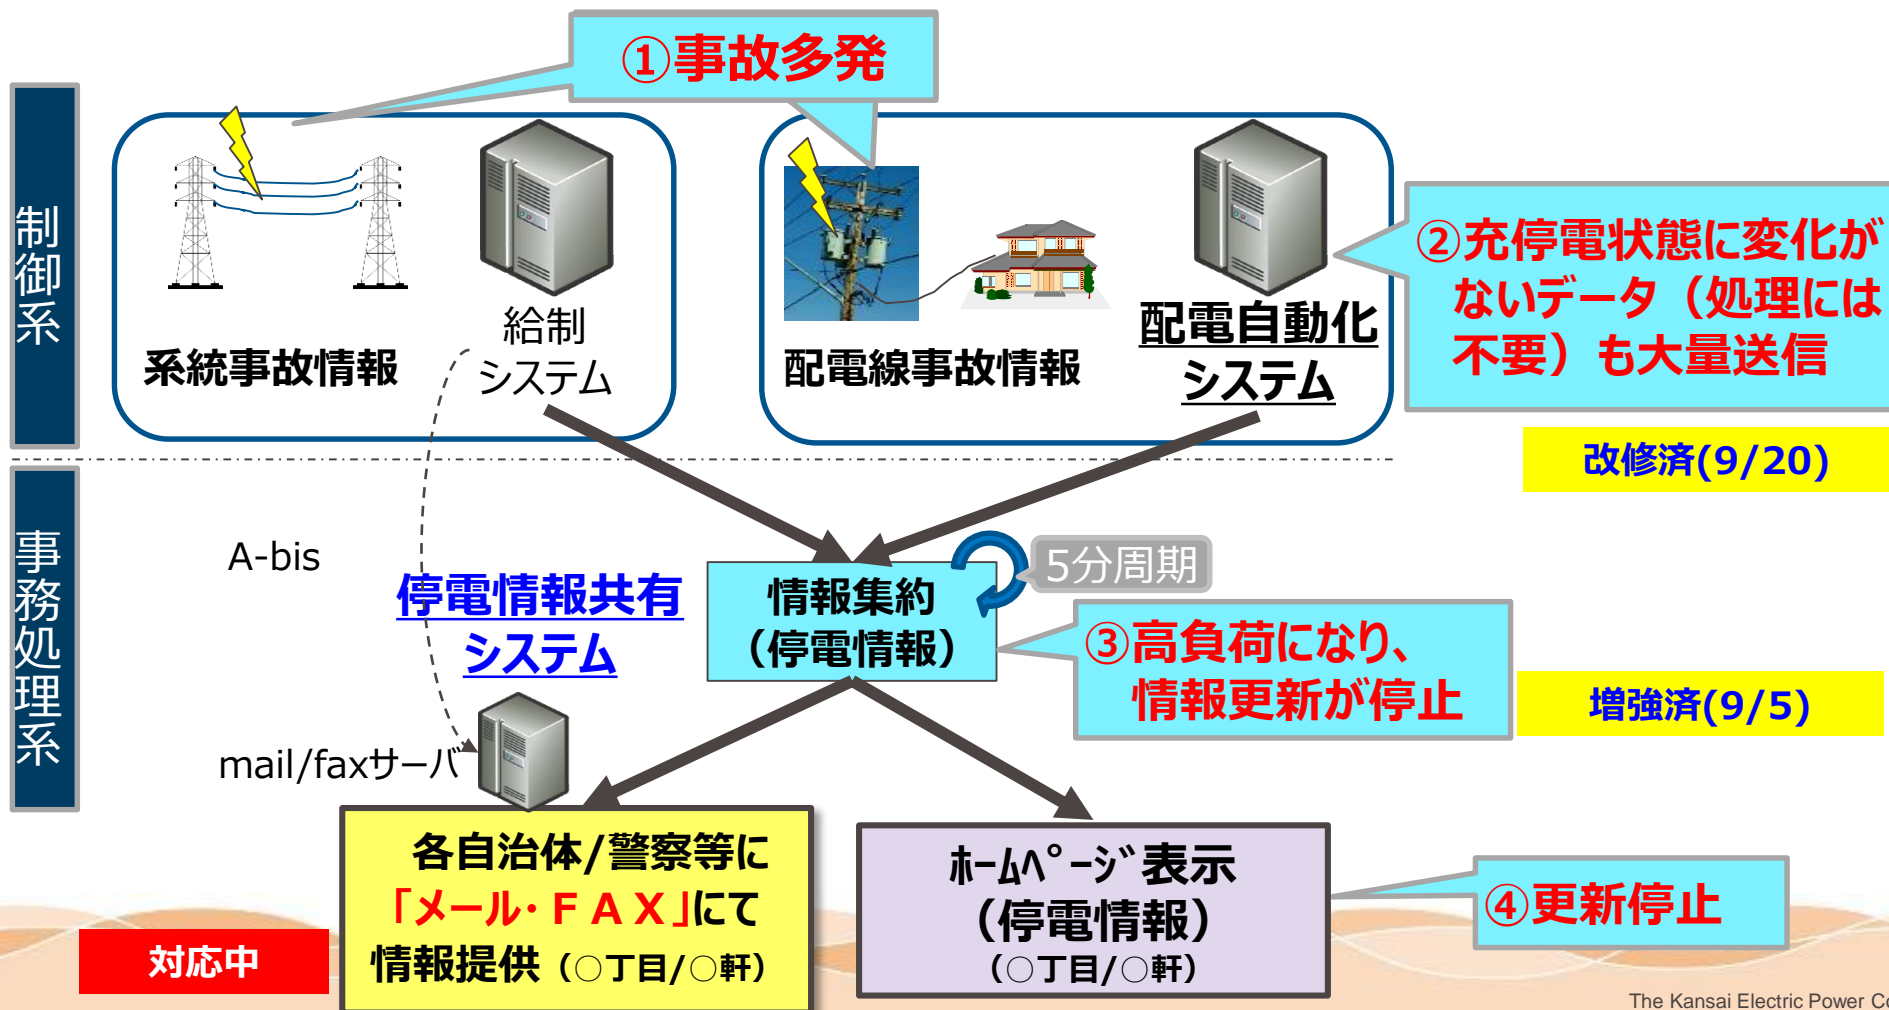 ①事故多発
制御系
系統事故情報
給制
システム
配電線事故情報
配電自動化
システム
②充停電状態に変化が
ないデータ（処理には
不要）も大量送信
改修済(9/20)
事務処理系
A-bis
停電情報共有
システム
情報集約
（停電情報）
5分周期
③高負荷になり、
情報更新が停止
増強済(9/5)
mail/faxサーバ
各自治体/警察等に
「メール・ＦＡＸ」にて
情報提供（○丁目/○軒）
ﾎｰﾑﾍﾟｰｼﾞ表示
（停電情報）
（○丁目/○軒）
④更新停止
対応中
The Kansai Electric Power Co